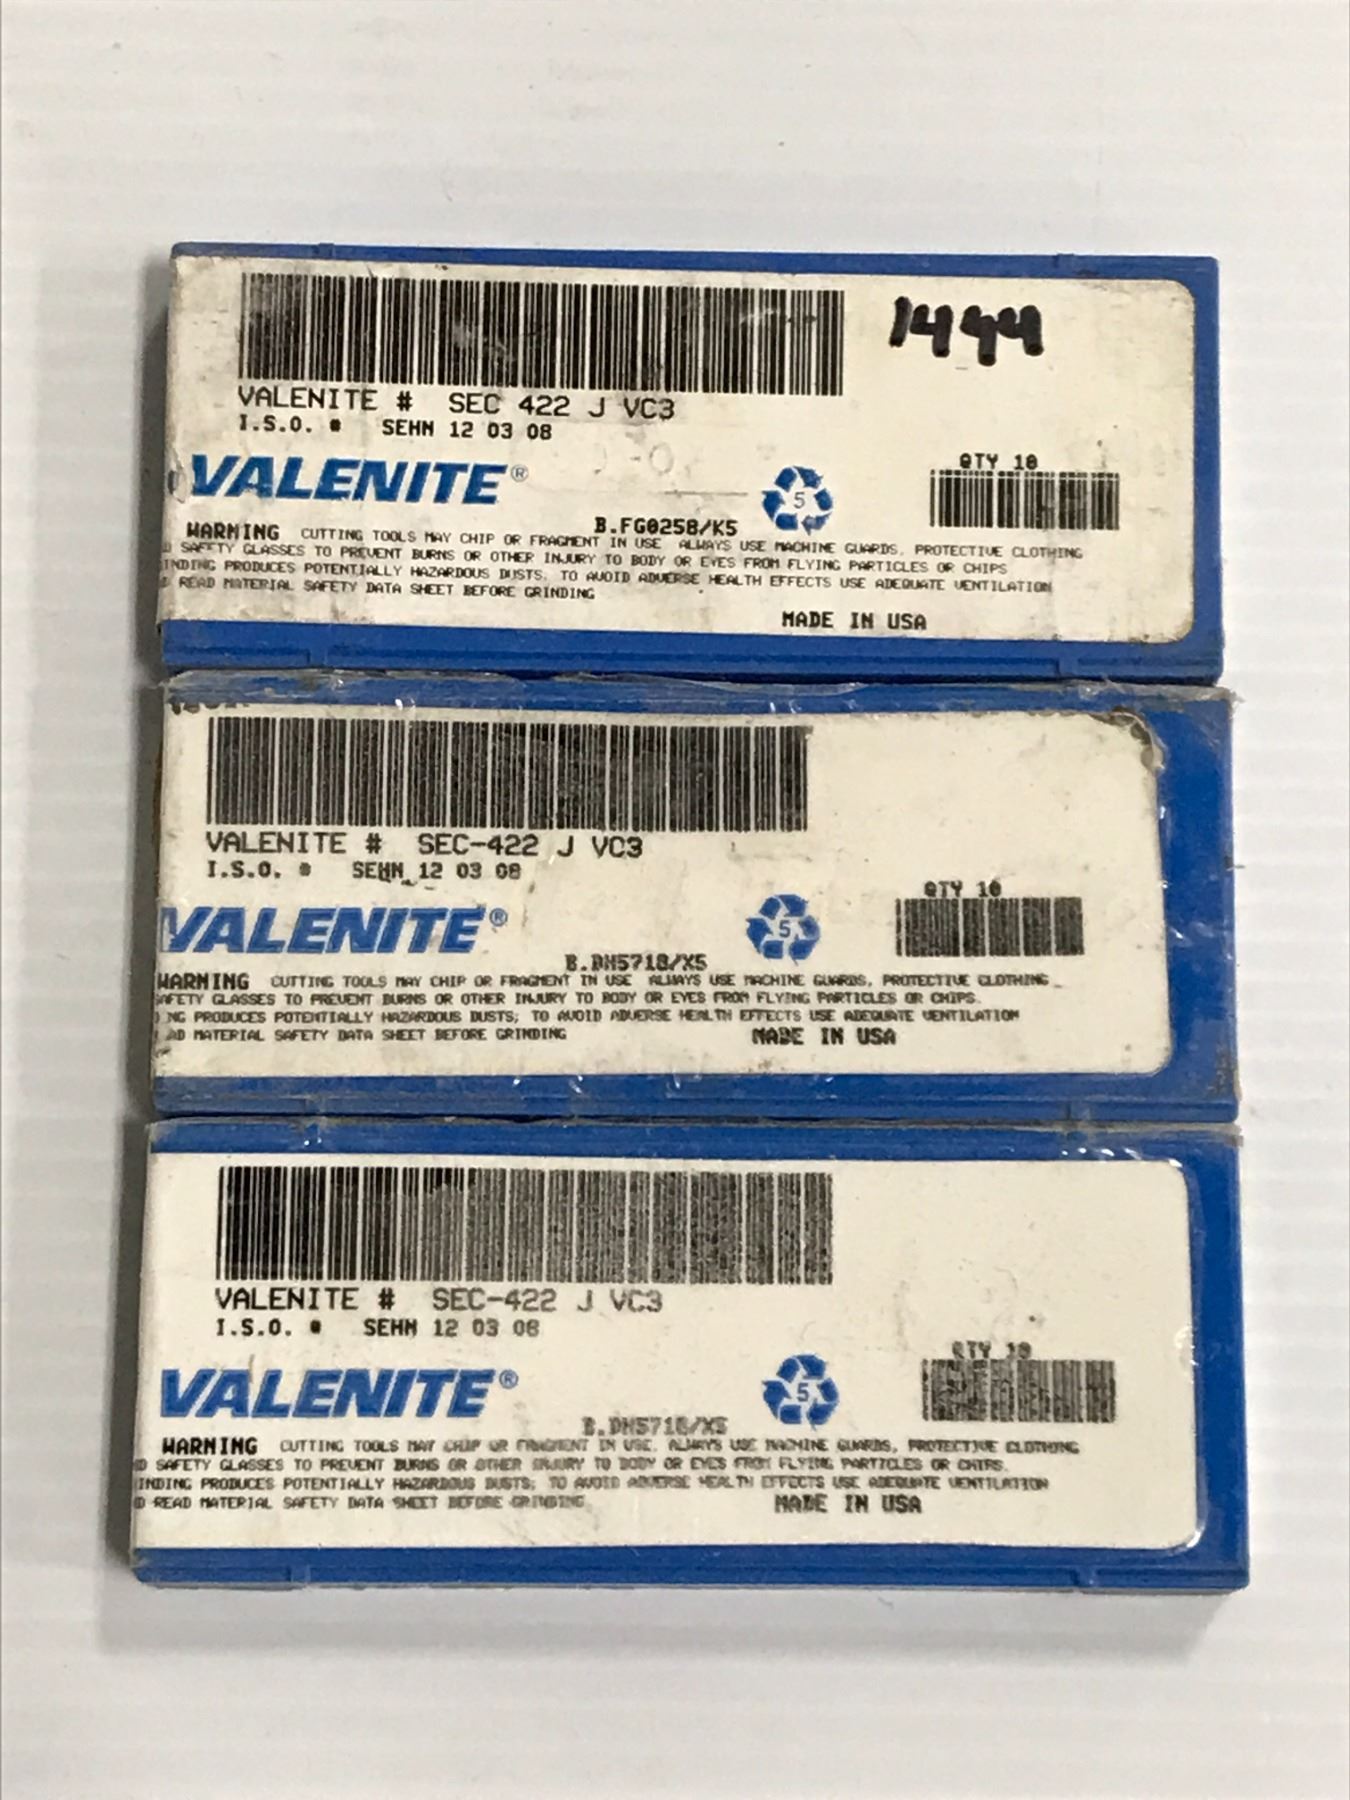 1444
VALENITE # SEC 422 J VC3
I.S.O. # SEHN 12 03 08
VALENITE®
5
QTY 10
B.FG0258/K5
WARNING CUTTING TOOLS MAY CHIP OR FRAGMENT IN USE ALWAYS USE MACHINE GUARDS, PROTECTIVE CLOTHING
SAFETY GLASSES TO PREVENT BURNS OR OTHER INJURY TO BODY OR EYES FROM FLYING PARTICLES OR CHIPS
INDING PRODUCES POTENTIALLY HAZARDOUS DUSTS, TO AVOID ADVERSE HEALTH EFFECTS USE ADEQUATE VENTILATION
READ MATERIAL SAFETY DATA SHEET BEFORE GRINDING
MADE IN USA
VALENITE # SEC-422 J VC3
I.S.O. # SEHN 12 03 08
VALENITE®
5
QTY 10
B.DH5718/X5
WARNING CUTTING TOOLS MAY CHIP OR FRAGMENT IN USE ALWAYS USE MACHINE GUARDS, PROTECTIVE CLOTHING
AFETY GLASSES TO PREVENT BURNS OR OTHER INJURY TO BODY OR EYES FROM FLYING PARTICLES OR CHIPS.
NG PRODUCES POTENTIALLY HAZARDOUS DUSTS; TO AVOID ADVERSE HEALTH EFFECTS USE ADEQUATE VENTILATION
AD MATERIAL SAFETY DATA SHEET BEFORE GRINDING
MADE IN USA
VALENITE # SEC-422 J VC3
I.S.O. # SEHN 12 03 08
VALENITE®
5
QTY 10
B.DH5718/X5
WARNING CUTTING TOOLS MAY CHIP OR FRAGMENT IN USE. ALWAYS USE MACHINE GUARDS, PROTECTIVE CLOTHING
D SAFETY GLASSES TO PREVENT BURNS OR OTHER INJURY TO BODY OR EYES FROM FLYING PARTICLES OR CHIPS.
INDING PRODUCES POTENTIALLY HAZARDOUS DUSTS; TO AVOID ADVERSE HEALTH EFFECTS USE ADEQUATE VENTILATION
D READ MATERIAL SAFETY DATA SHEET BEFORE GRINDING
MADE IN USA